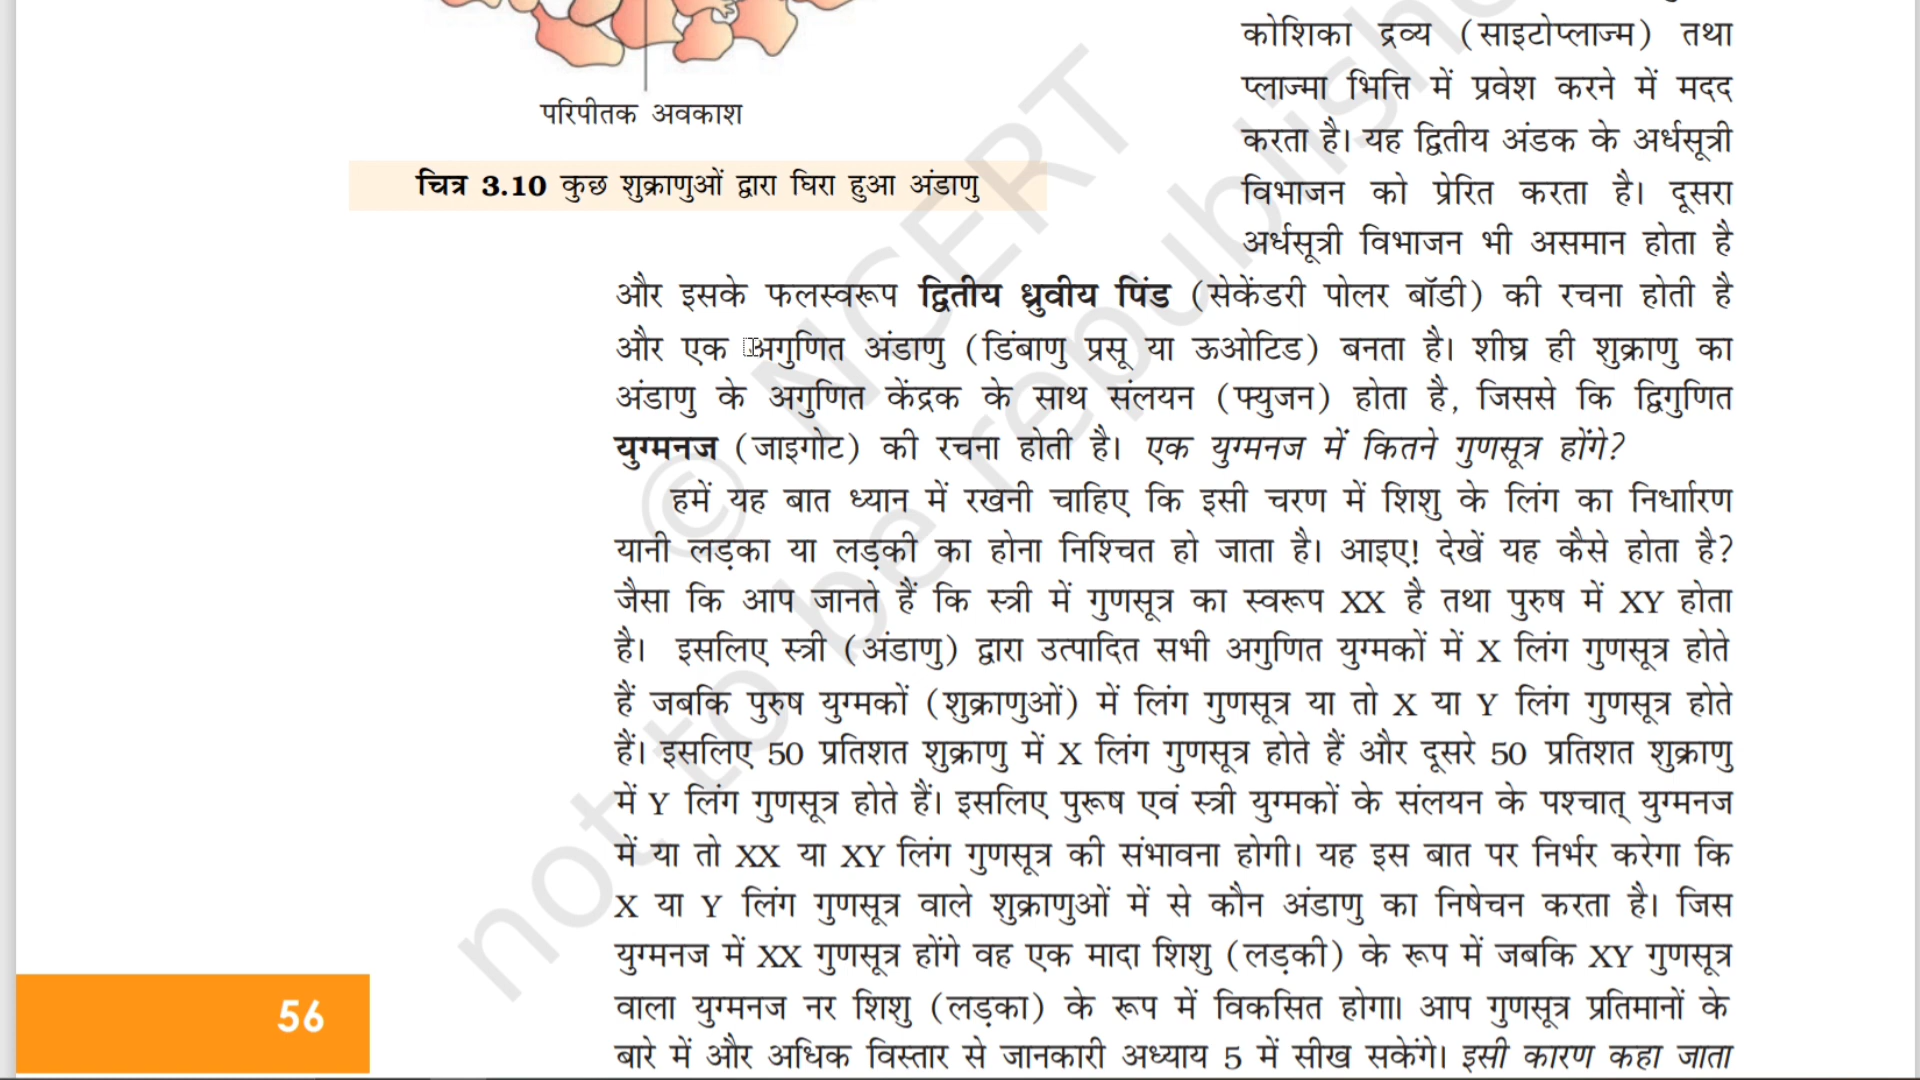 कोशिका द्रव्य (साइटोप्लाज्म) तथा
प्लाज्मा भित्ति में प्रवेश करने में मदद
करता है। यह द्वितीय अंडक के अर्धसूत्री
विभाजन को प्रेरित करता है। दूसरा
अर्धसूत्री विभाजन भी असमान होता है
परिपीतक अवकाश
चित्र 3.10 कुछ शुक्राणुओं द्वारा घिरा हुआ अंडाणु
और इसके फलस्वरूप द्वितीय ध्रुवीय पिंड (सेकेंडरी पोलर बॉडी) की रचना होती है
और एक अगुणित अंडाणु (डिंबाणु प्रसू या ऊओटिड) बनता है। शीघ्र ही शुक्राणु का
अंडाणु के अगुणित केंद्रक के साथ संलयन (फ्युजन) होता है, जिससे कि द्विगुणित
युग्मनज (जाइगोट) की रचना होती है। एक युग्मनज में कितने गुणसूत्र होंगे?
हमें यह बात ध्यान में रखनी चाहिए कि इसी चरण में शिशु के लिंग का निर्धाारण
यानी लड़का या लड़की का होना निश्चित हो जाता है। आइए! देखें यह कैसे होता है?
जैसा कि आप जानते हैं कि स्त्री में गुणसूत्र का स्वरूप XX है तथा पुरुष में XY होता
है। इसलिए स्त्री (अंडाणु) द्वारा उत्पादित सभी अगुणित युग्मकों में X लिंग गुणसूत्र होते
हैं जबकि पुरुष युग्मकों (शुक्राणुओं) में लिंग गुणसूत्र या तो X या Y लिंग गुणसूत्र होते
हैं। इसलिए 50 प्रतिशत शुक्राणु में X लिंग गुणसूत्र होते हैं और दूसरे 50 प्रतिशत शुक्राणु
में Y लिंग गुणसूत्र होते हैं। इसलिए पुरूष एवं स्त्री युग्मकों के संलयन के पश्चात् युग्मनज
में या तो XX या XY लिंग गुणसूत्र की संभावना होगी। यह इस बात पर निर्भर करेगा कि
X या Y लिंग गुणसूत्र वाले शुक्राणुओं में से कौन अंडाणु का निषेचन करता है। जिस
युग्मनज में XX गुणसूत्र होंगे वह एक मादा शिशु (लड़की) के रूप में जबकि XY गुणसूत्र
वाला युग्मनज नर शिशु (लड़का) के रूप में विकसित होगा। आप गुणसूत्र प्रतिमानों के
बारे में और अधिक विस्तार से जानकारी अध्याय 5 में सीख सकेंगे। इसी कारण कहा जाता
56
© NCERT
not to be republishe